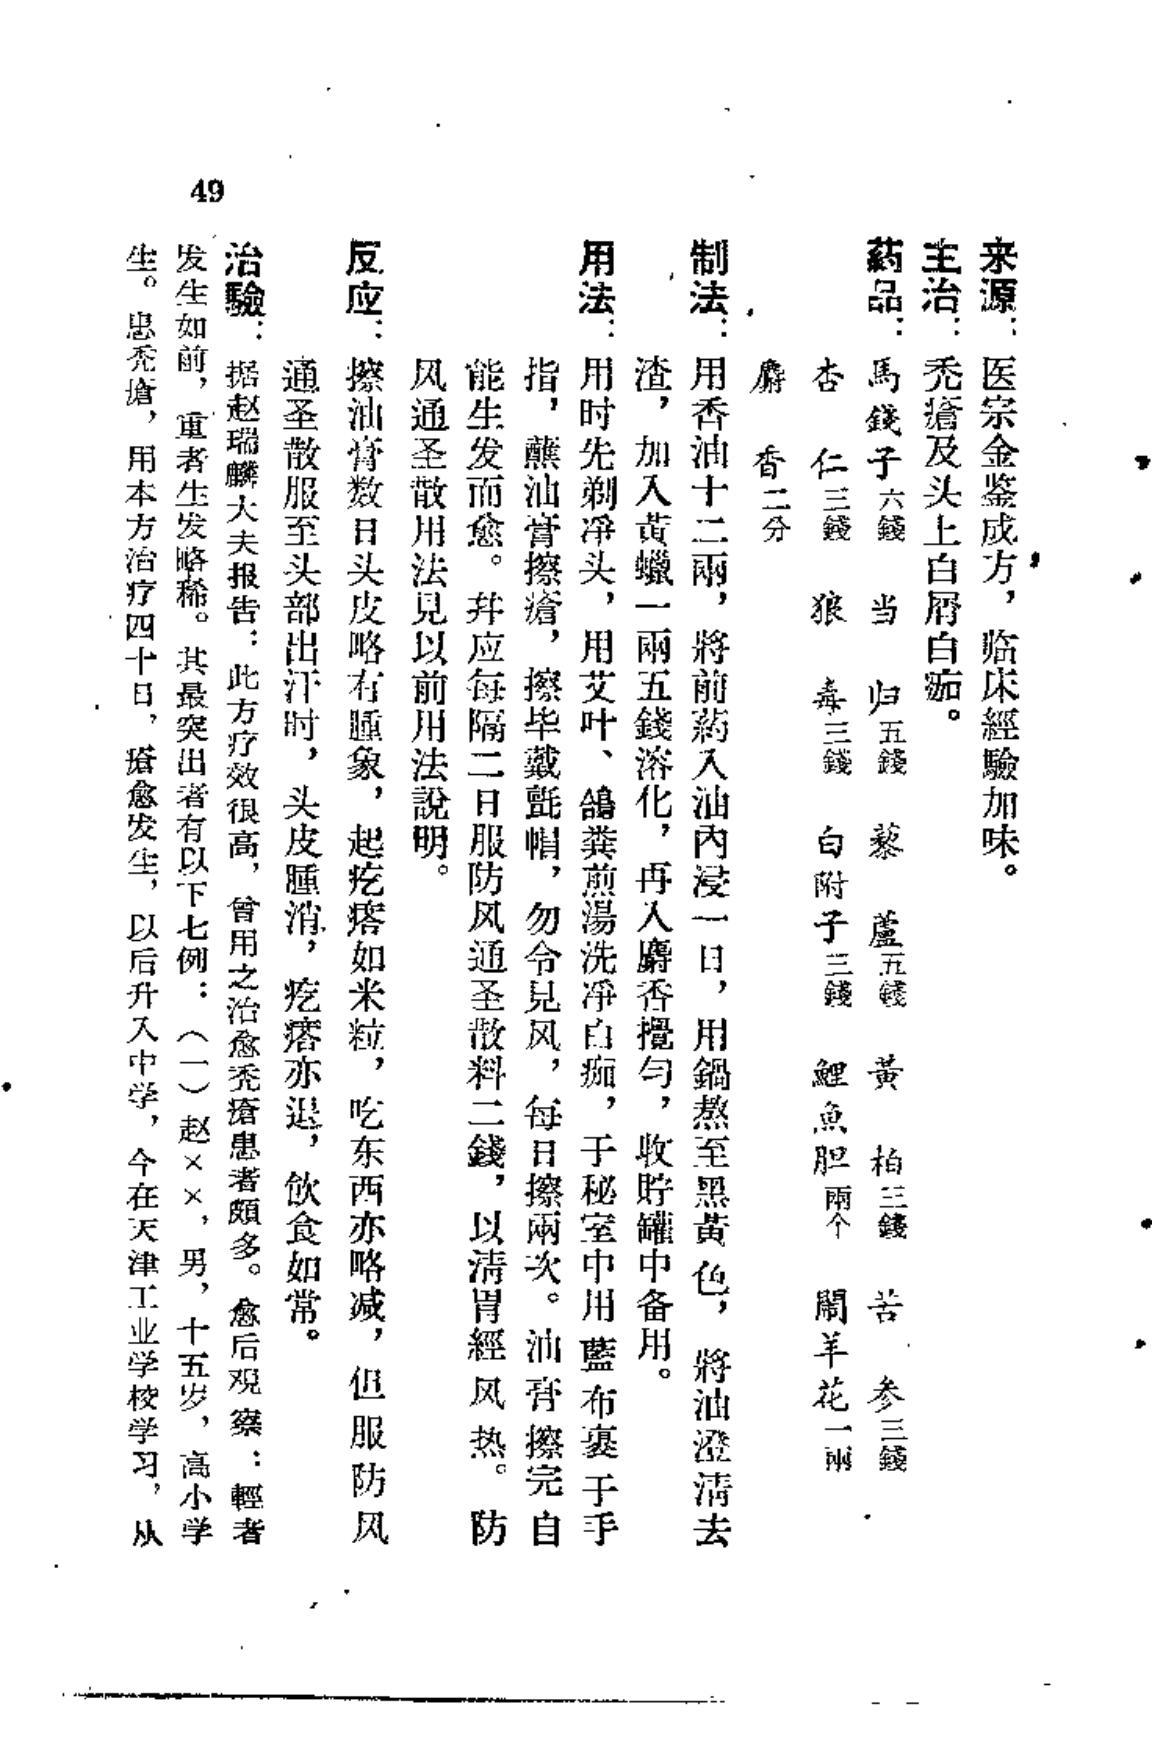 来源：医宗金鉴成方，临床經驗加味。
主治：禿瘡及头上白屑白痂。
葯品：馬錢子六錢　当归五錢　藜蘆五錢　黃柏三錢　苦参三錢
杏仁三錢　狼毒三錢　白附子三錢　鯉魚胆兩个　鬧羊花一兩
麝香二分
制法：用香油十二兩，將前葯入油內浸一日，用鍋熬至黑黃色，將油澄清去
渣，加入黃蠟一兩五錢溶化，再入麝香攪匀，收貯罐中备用。
用法：用时先剃凈头，用艾叶、鴿糞煎湯洗凈白痂，于秘室中用藍布裹于手
指，蘸油膏擦瘡，擦毕戴氈帽，勿令見风，每日擦兩次。油膏擦完自
能生发而愈。幷应每隔二日服防风通圣散料二錢，以清胃經风热。防
风通圣散用法見以前用法說明。
反应：擦油膏数日头皮略有腫象，起疙瘩如米粒，吃东西亦略减，但服防风
通圣散服至头部出汗时，头皮腫消，疙瘩亦退，飲食如常。
治驗：据赵瑞麟大夫报告：此方疗效很高，曾用之治愈禿瘡患者頗多。愈后观察：輕者
发生如前，重者生发略稀。其最突出者有以下七例：（一）赵××，男，十五岁，高小学
生。患禿瘡，用本方治疗四十日，瘡愈发生，以后升入中学，今在天津工业学校学习，从
49